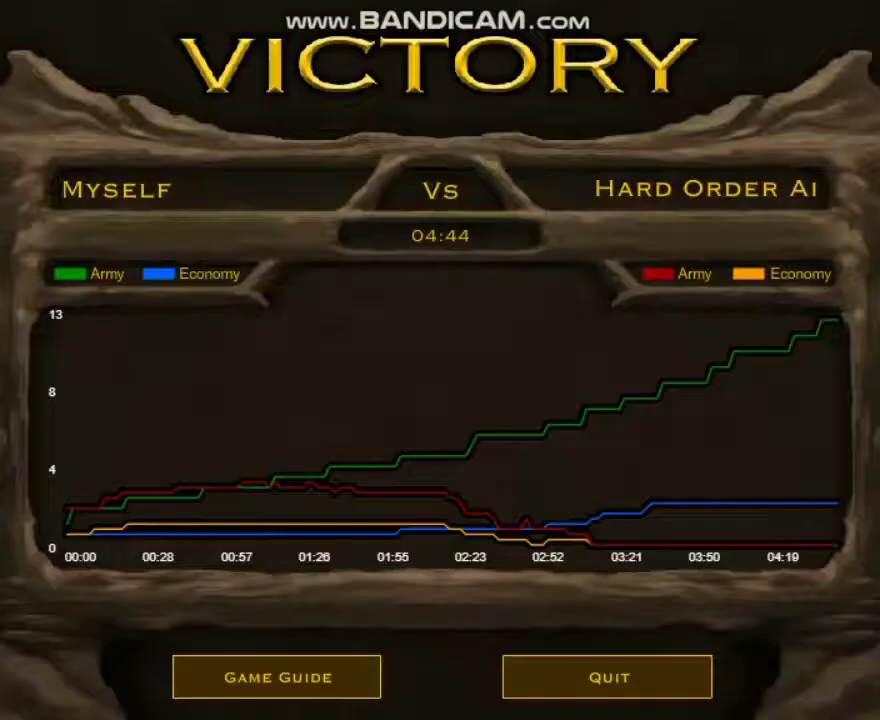 www.BANDICAM.com
VICTORY
Myself
Vs
Hard Order Ai
04:44
Army Economy
Army Economy
13
8
4
0
00:00 00:28 00:57 01:26 01:55 02:23 02:52 03:21 03:50 04:19
Game Guide
Quit